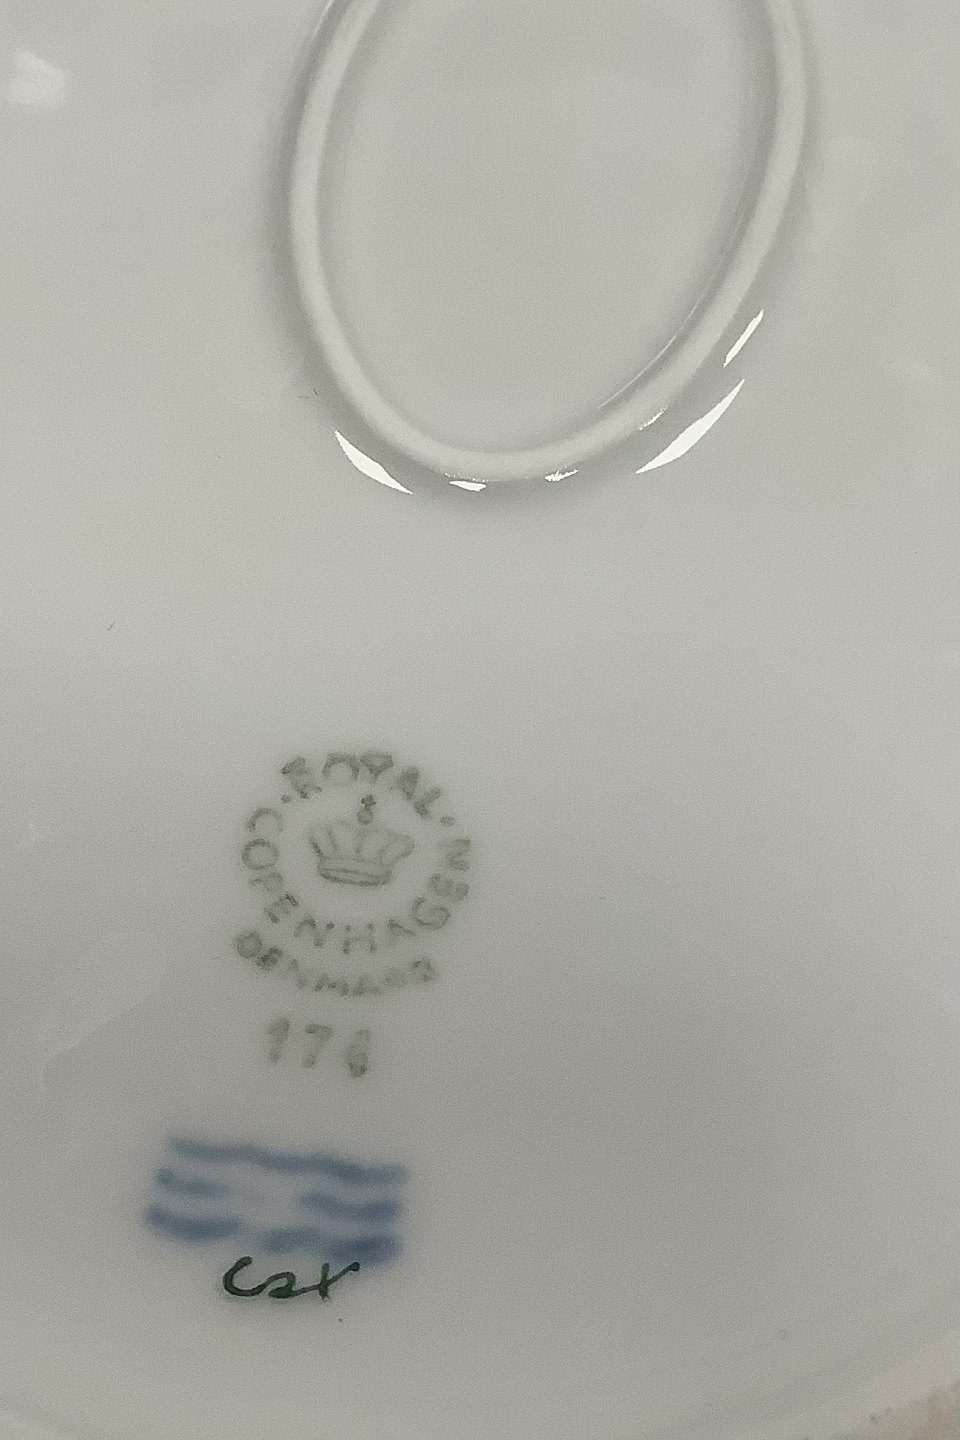 ROYAL
COPENHAGEN
DENMARK
176